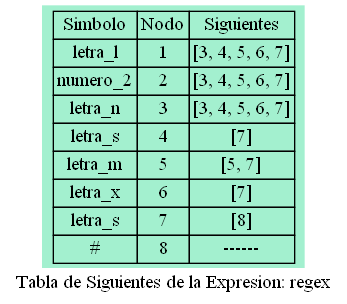 Simbolo Nodo Siguientes
letra_l 1 [3, 4, 5, 6, 7]
numero_2 2 [3, 4, 5, 6, 7]
letra_n 3 [3, 4, 5, 6, 7]
letra_s 4 [7]
letra_m 5 [5, 7]
letra_x 6 [7]
letra_s 7 [8]
# 8 ------
Tabla de Siguientes de la Expresion: regex